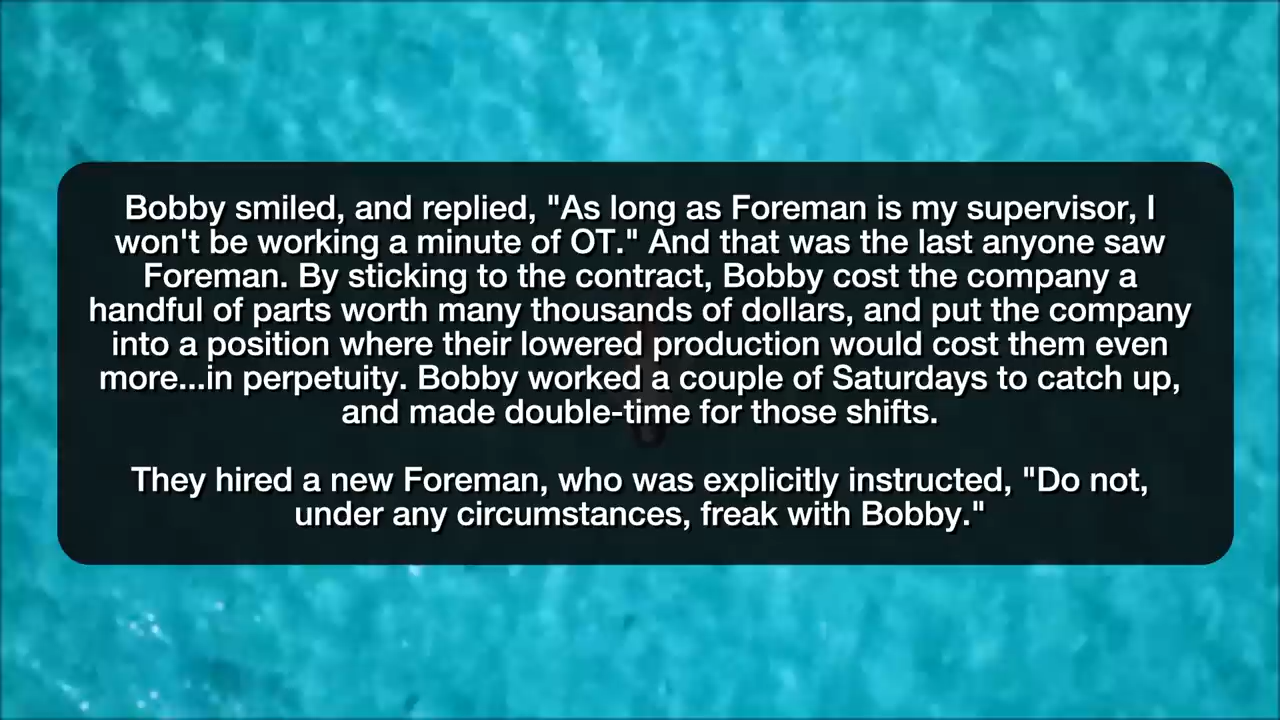 Bobby smiled, and replied, "As long as Foreman is my supervisor, I
won't be working a minute of OT." And that was the last anyone saw
Foreman. By sticking to the contract, Bobby cost the company a
handful of parts worth many thousands of dollars, and put the company
into a position where their lowered production would cost them even
more...in perpetuity. Bobby worked a couple of Saturdays to catch up,
and made double-time for those shifts.
They hired a new Foreman, who was explicitly instructed, "Do not,
under any circumstances, freak with Bobby."